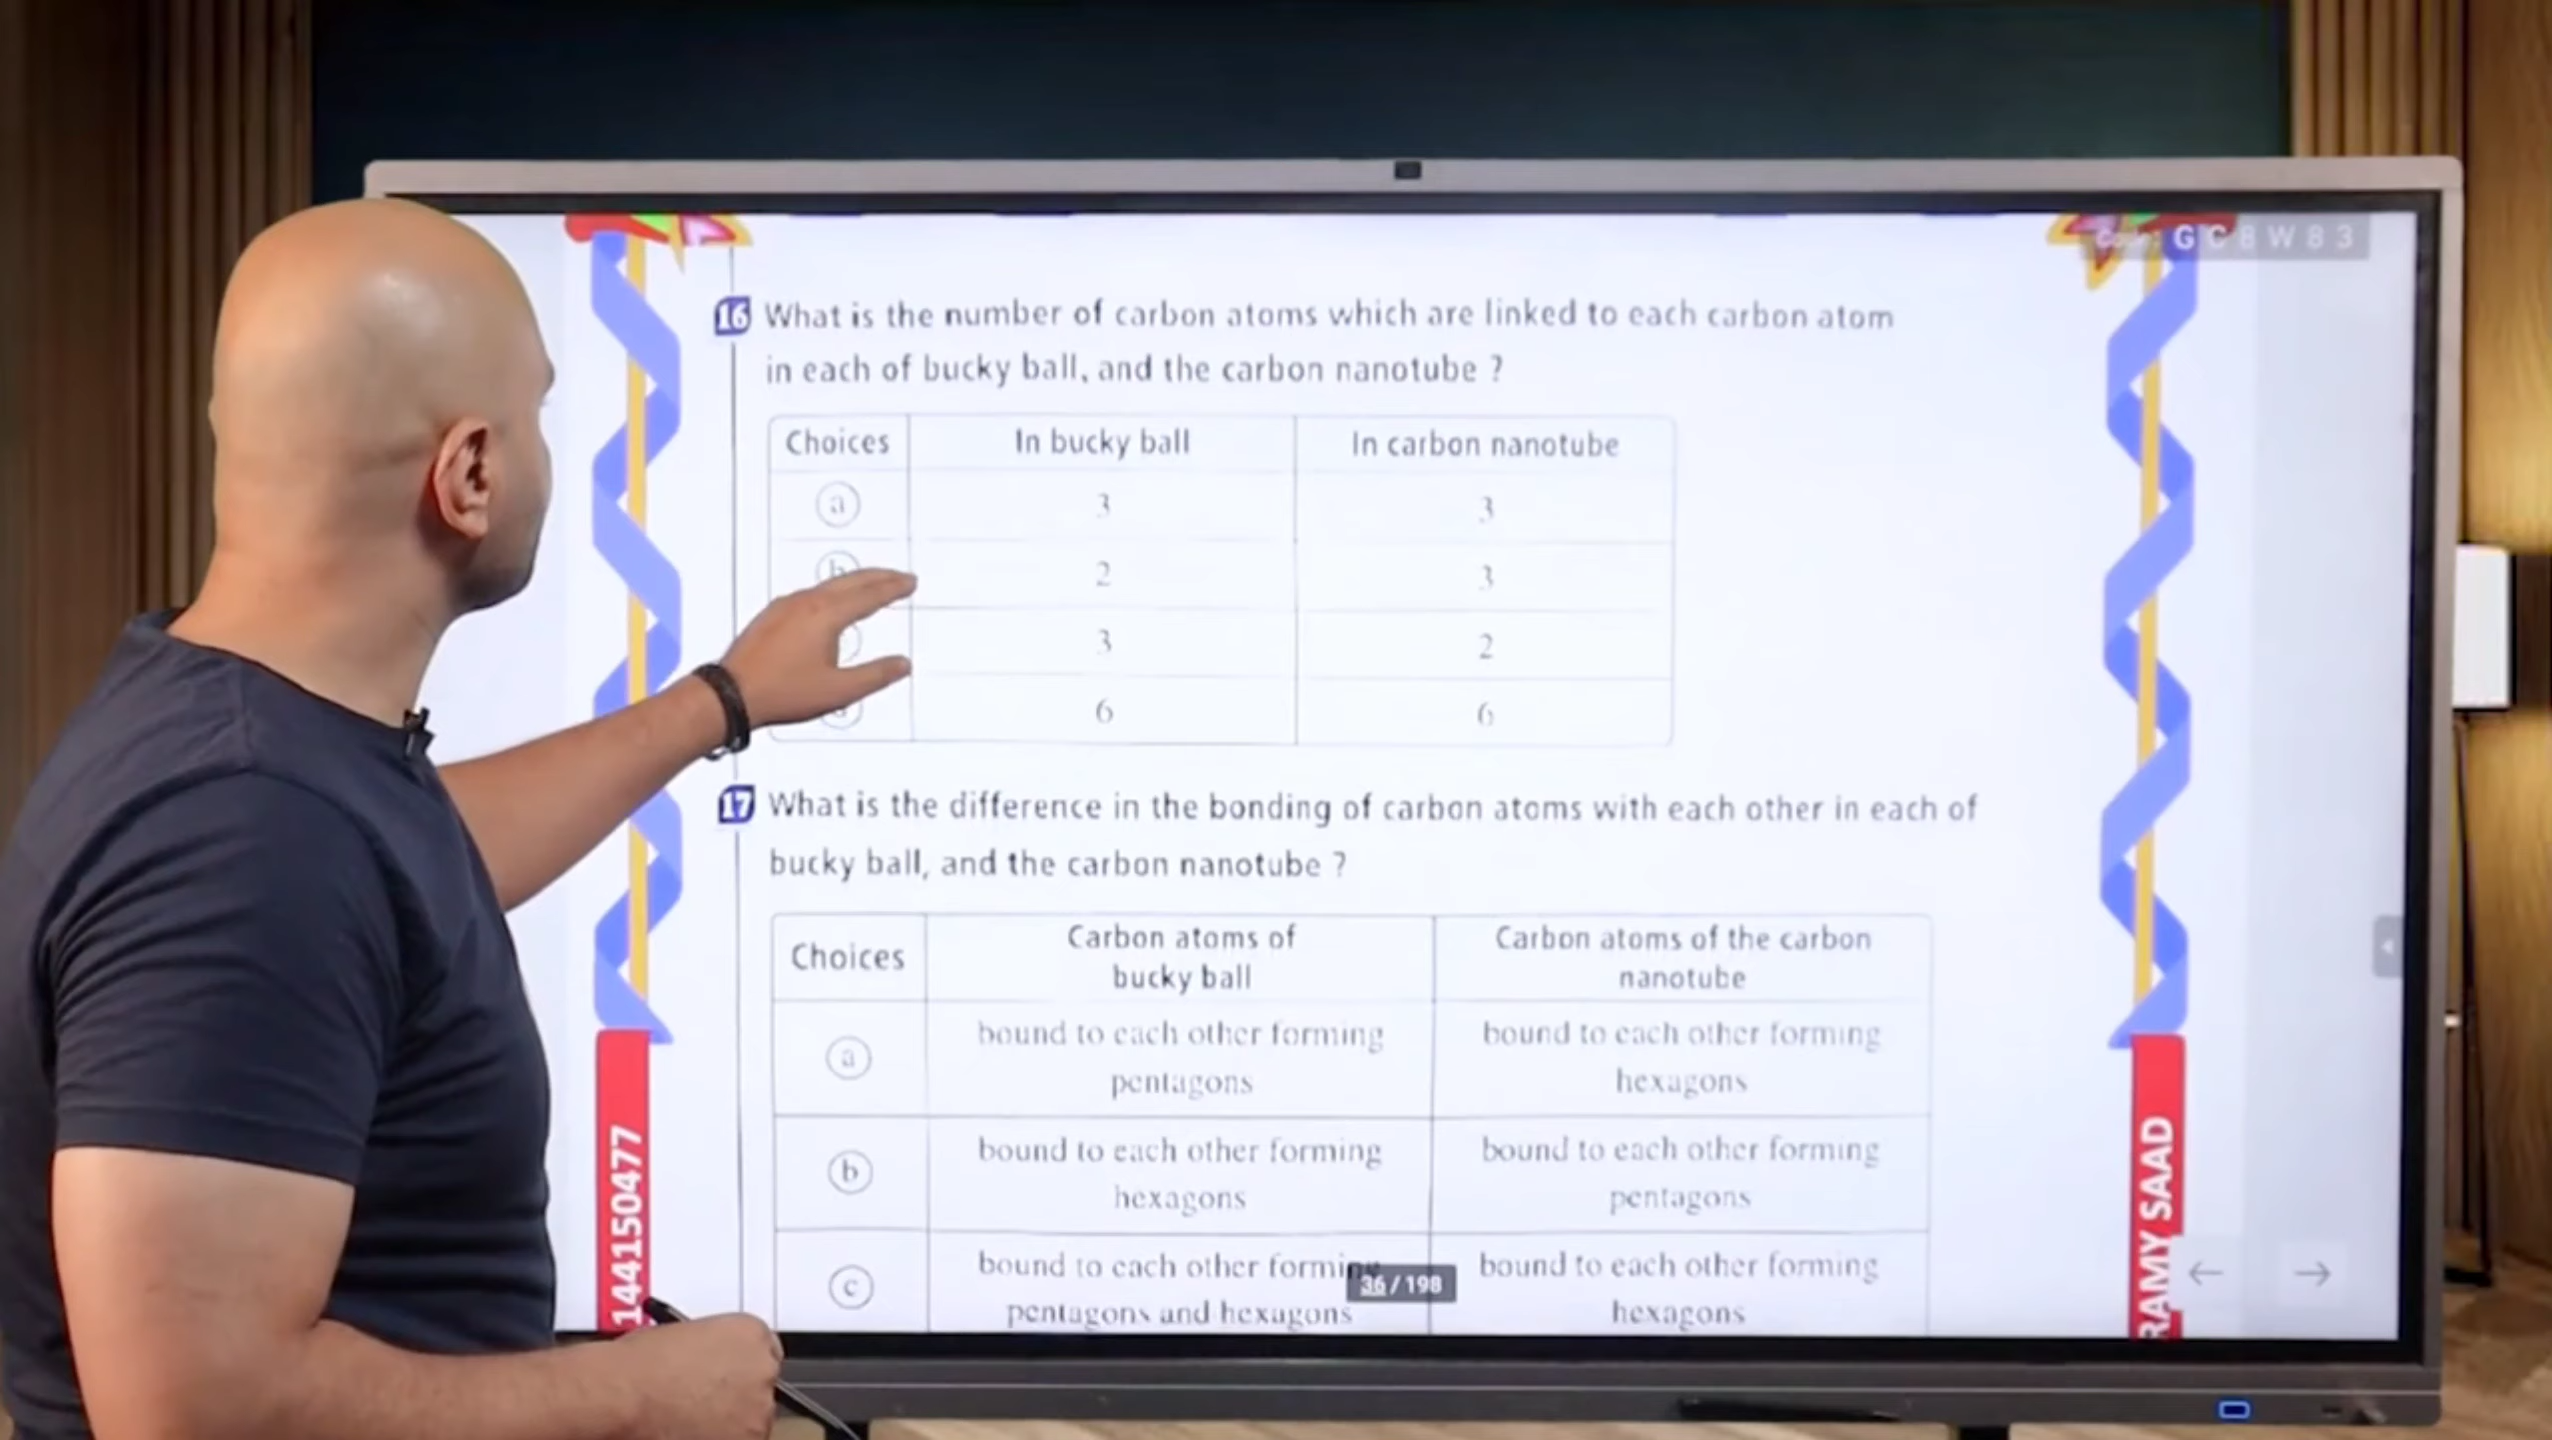 Code: GC8W83
16 What is the number of carbon atoms which are linked to each carbon atom
in each of bucky ball, and the carbon nanotube ?
Choices In bucky ball In carbon nanotube
a 3 3
b 2 3
3 2
6 6
17 What is the difference in the bonding of carbon atoms with each other in each of
bucky ball, and the carbon nanotube ?
Choices Carbon atoms of bucky ball Carbon atoms of the carbon nanotube
a bound to each other forming pentagons bound to each other forming hexagons
b bound to each other forming hexagons bound to each other forming pentagons
c bound to each other forming pentagons and hexagons bound to each other forming hexagons
36 / 198
144150477
RAMY SAAD